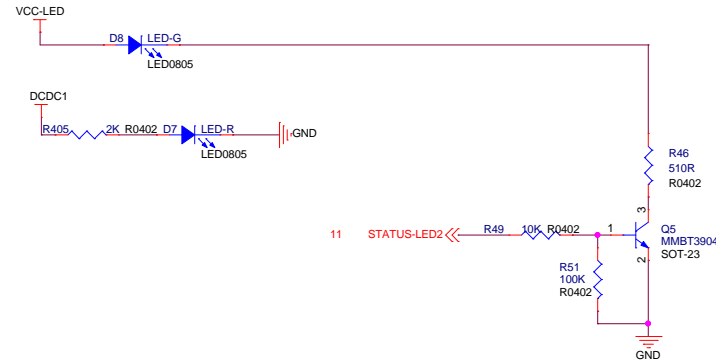 VCC-LED
D8 LED-G
LED0805
DCDC1
R405 2K R0402 D7 LED-R
GND
LED0805
R46
510R
R0402
3
11 STATUS-LED2 R49 10K R0402 1 Q5
MMBT3904
SOT-23
2
R51
100K
R0402
GND